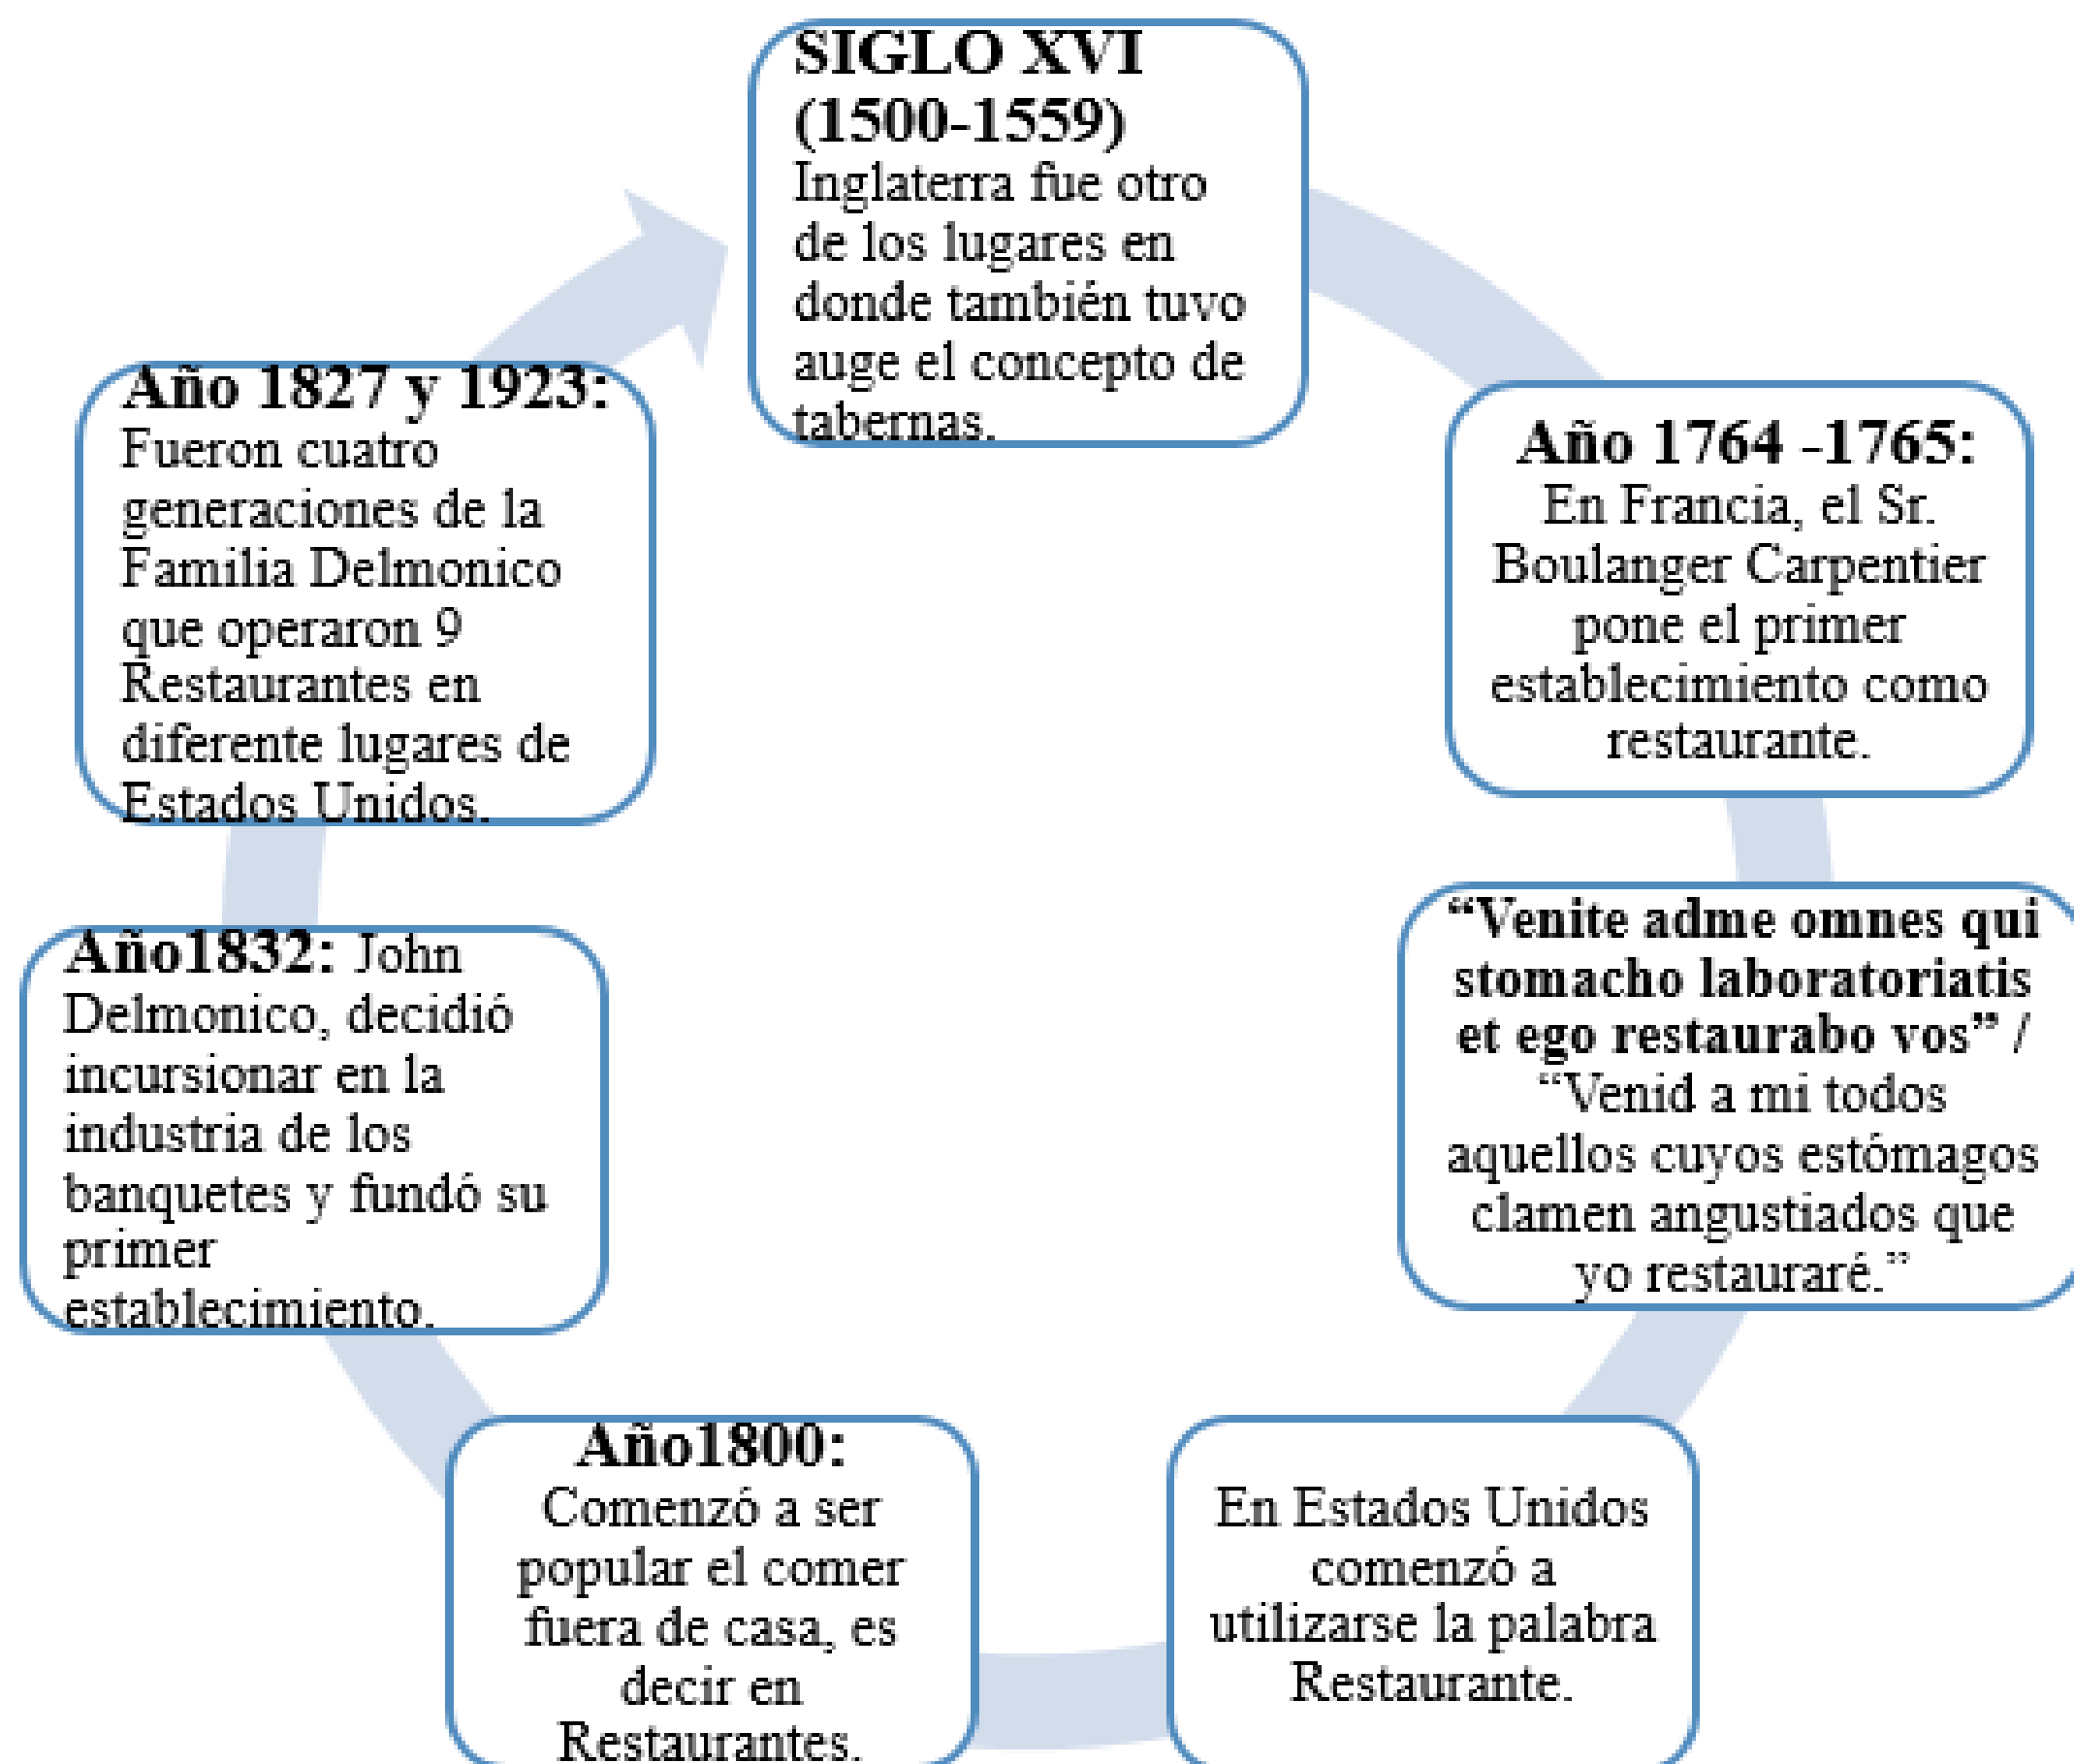 SIGLO XVI
(1500-1559)
Inglaterra fue otro
de los lugares en
donde también tuvo
auge el concepto de
tabernas.
Año 1764 -1765:
En Francia, el Sr.
Boulanger Carpentier
pone el primer
establecimiento como
restaurante.
“Venite adme omnes qui
stomacho laboratoriatis
et ego restaurabo vos” /
“Venid a mi todos
aquellos cuyos estómagos
clamen angustiados que
yo restauraré.”
En Estados Unidos
comenzó a
utilizarse la palabra
Restaurante.
Año1800:
Comenzó a ser
popular el comer
fuera de casa, es
decir en
Restaurantes.
Año1832: John
Delmonico, decidió
incursionar en la
industria de los
banquetes y fundó su
primer
establecimiento.
Año 1827 y 1923:
Fueron cuatro
generaciones de la
Familia Delmonico
que operaron 9
Restaurantes en
diferente lugares de
Estados Unidos.